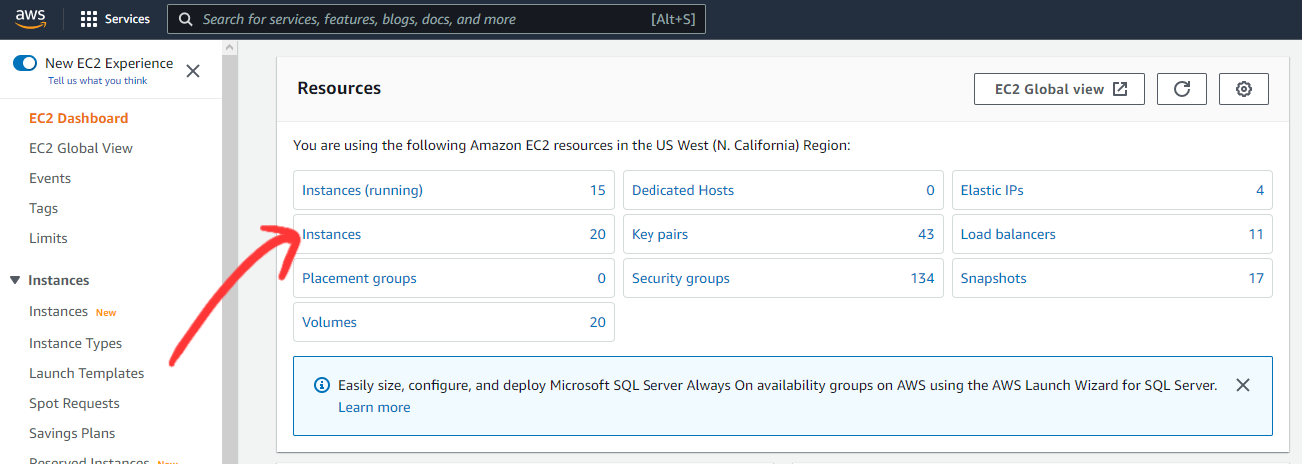 aws
Services
Search for services, features, blogs, docs, and more
[Alt+S]
New EC2 Experience
Tell us what you think
EC2 Dashboard
EC2 Global View
Events
Tags
Limits
Instances
Instances New
Instance Types
Launch Templates
Spot Requests
Savings Plans
Reserved Instances New
Resources
EC2 Global view
You are using the following Amazon EC2 resources in the US West (N. California) Region:
Instances (running) 15
Dedicated Hosts 0
Elastic IPs 4
Instances 20
Key pairs 43
Load balancers 11
Placement groups 0
Security groups 134
Snapshots 17
Volumes 20
Easily size, configure, and deploy Microsoft SQL Server Always On availability groups on AWS using the AWS Launch Wizard for SQL Server.
Learn more